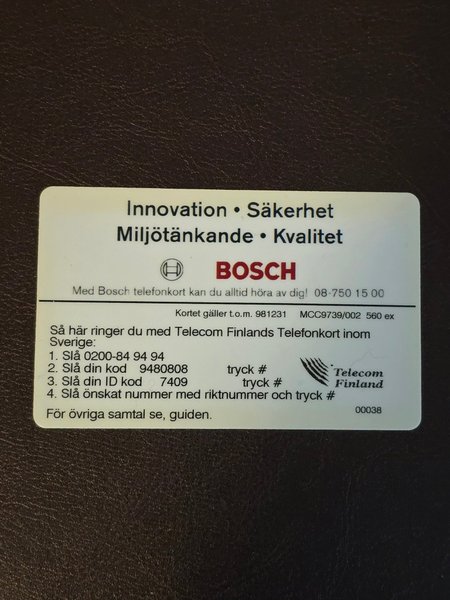 Innovation • Säkerhet
Miljötänkande • Kvalitet
BOSCH
Med Bosch telefonkort kan du alltid höra av dig! 08-750 15 00
Kortet gäller t.o.m. 981231 MCC9739/002 560 ex
Så här ringer du med Telecom Finlands Telefonkort inom
Sverige:
1. Slå 0200-84 94 94
2. Slå din kod 9480808 tryck #
3. Slå din ID kod 7409 tryck #
4. Slå önskat nummer med riktnummer och tryck #
Telecom
Finland
För övriga samtal se, guiden.
00038